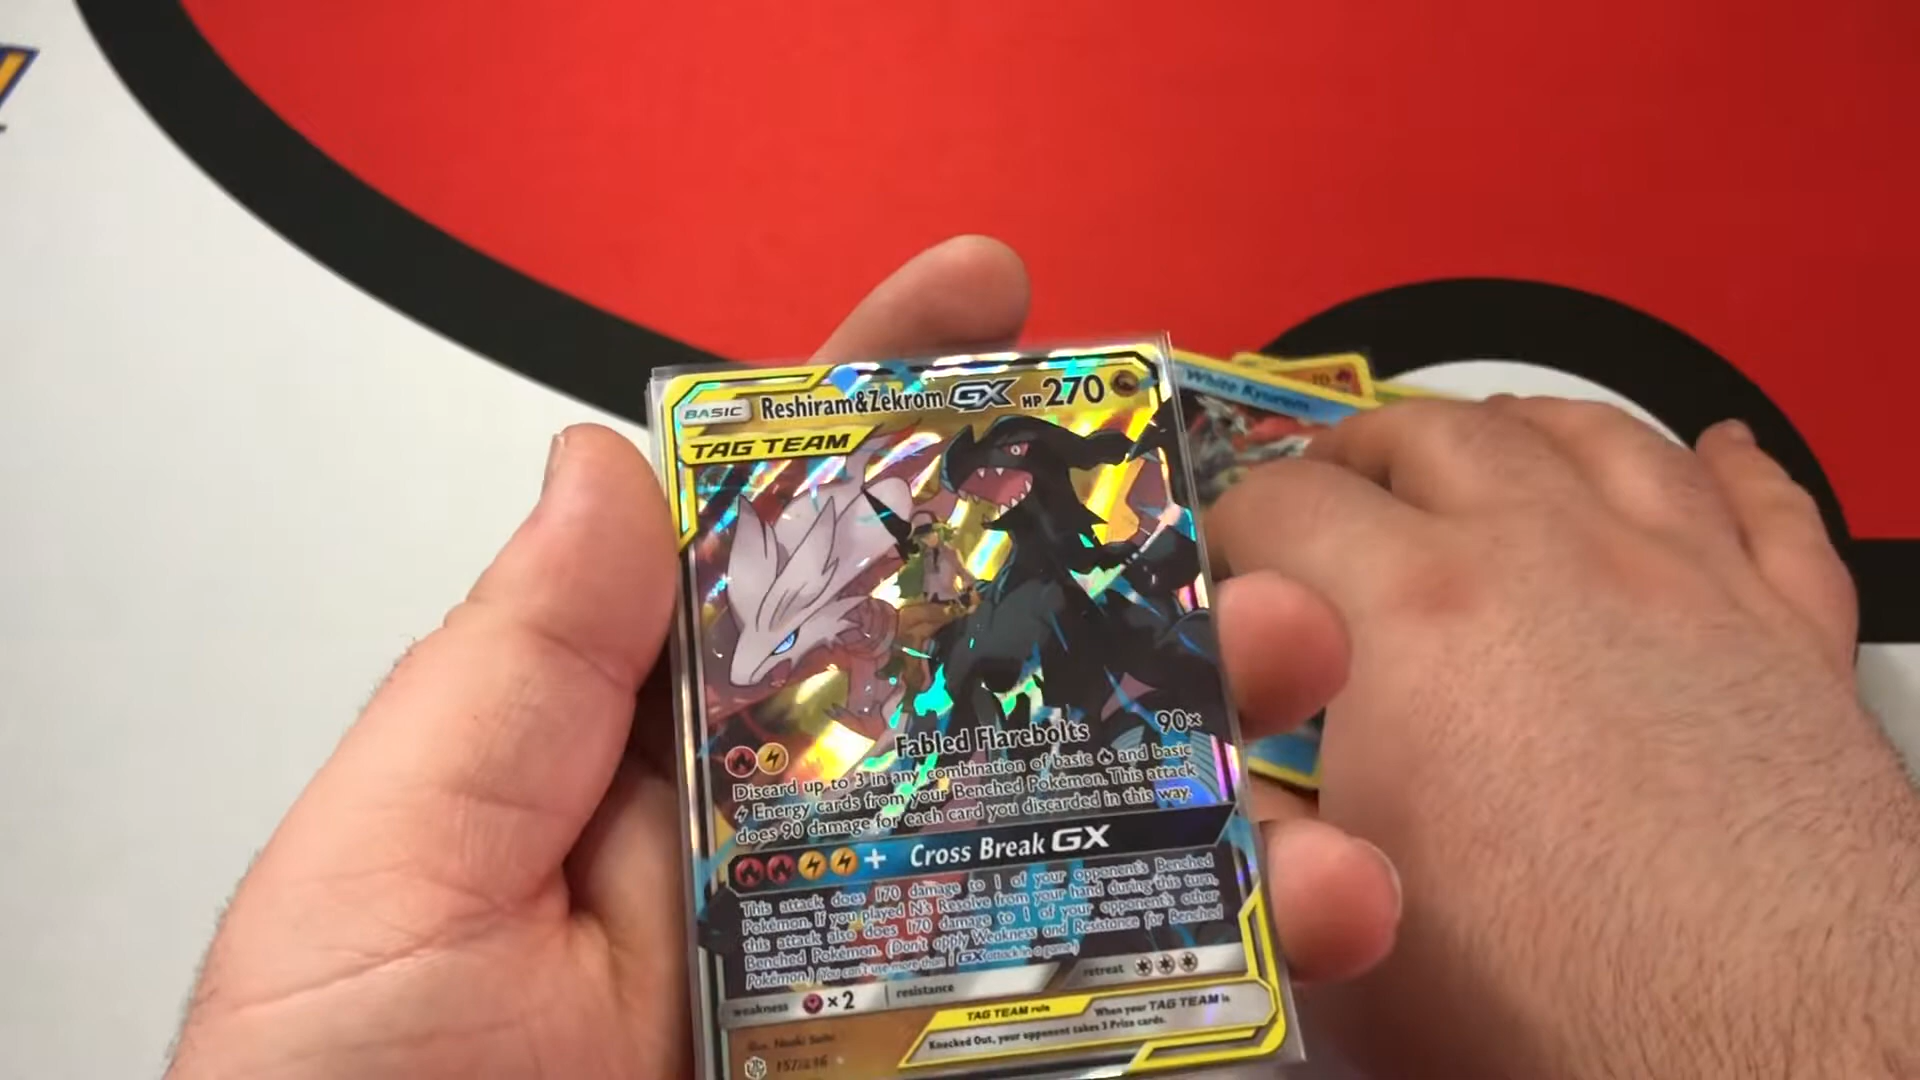 BASIC Reshiram&Zekrom GX HP 270
TAG TEAM
White Kyurem
Fabled Flarebolts 90×
Discard up to 3 in any combination of basic and basic
Energy cards from your Benched Pokémon. This attack
does 90 damage for each card you discarded in this way.
+ Cross Break GX
This attack does 170 damage to 1 of your opponent's Benched
Pokémon. If you played N's Resolve from your hand during this turn,
this attack also does 170 damage to 1 of your opponent's other
Benched Pokémon. (Don't apply Weakness and Resistance for Benched
Pokémon.) (You can't use more than 1 GX attack in a game.)
weakness ×2 resistance retreat
TAG TEAM rule When your TAG TEAM is
Knocked Out, your opponent takes 3 Prize cards.
Illus. Naoki Saito
157/236